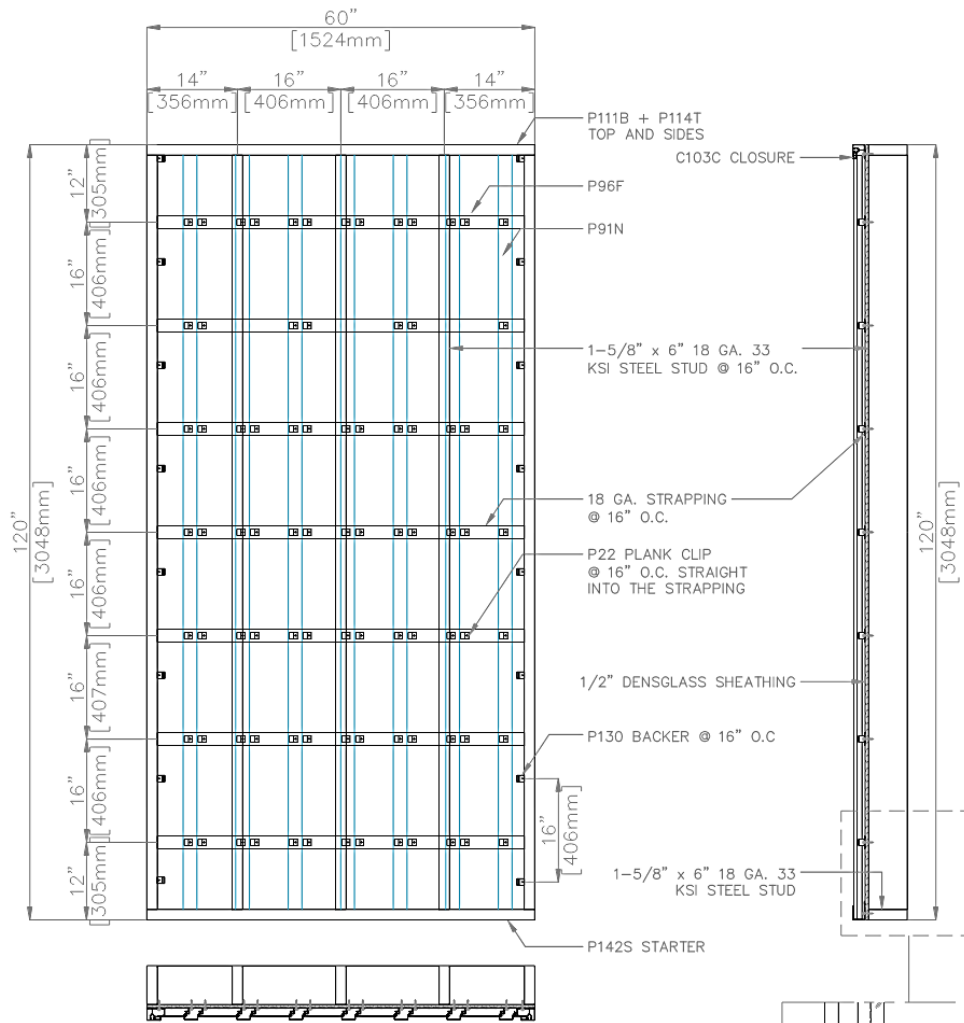 60”
[1524mm]
14”
[356mm]
16”
[406mm]
16”
[406mm]
14”
[356mm]
P111B + P114T
TOP AND SIDES
C103C CLOSURE
P96F
P91N
1–5/8” x 6” 18 GA. 33
KSI STEEL STUD @ 16” O.C.
18 GA. STRAPPING
@ 16” O.C.
P22 PLANK CLIP
@ 16” O.C. STRAIGHT
INTO THE STRAPPING
1/2” DENSGLASS SHEATHING
P130 BACKER @ 16” O.C
16”
[406mm]
1–5/8” x 6” 18 GA. 33
KSI STEEL STUD
P142S STARTER
12”
[305mm]
16”
[406mm]
16”
[406mm]
16”
[406mm]
16”
[406mm]
16”
[407mm]
16”
[406mm]
12”
[305mm]
120”
[3048mm]
120”
[3048mm]